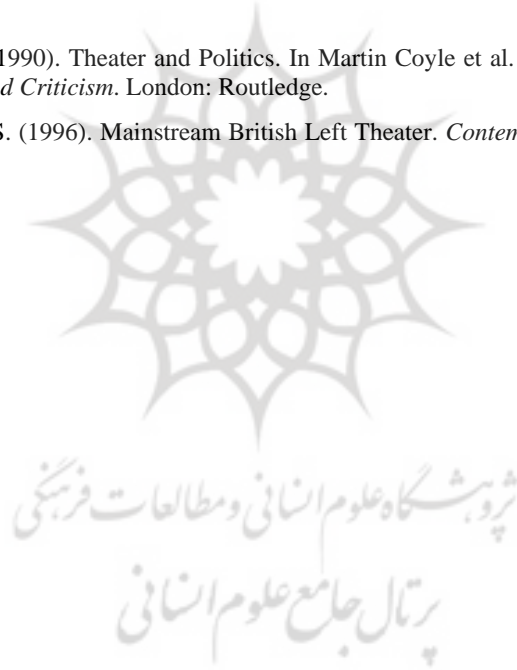 1990). Theater and Politics. In Martin Coyle et al.
d Criticism. London: Routledge.
S. (1996). Mainstream British Left Theater. Contem
پژوهشگاه علوم انسانی و مطالعات فرهنگی
پرتال جامع علوم انسانی